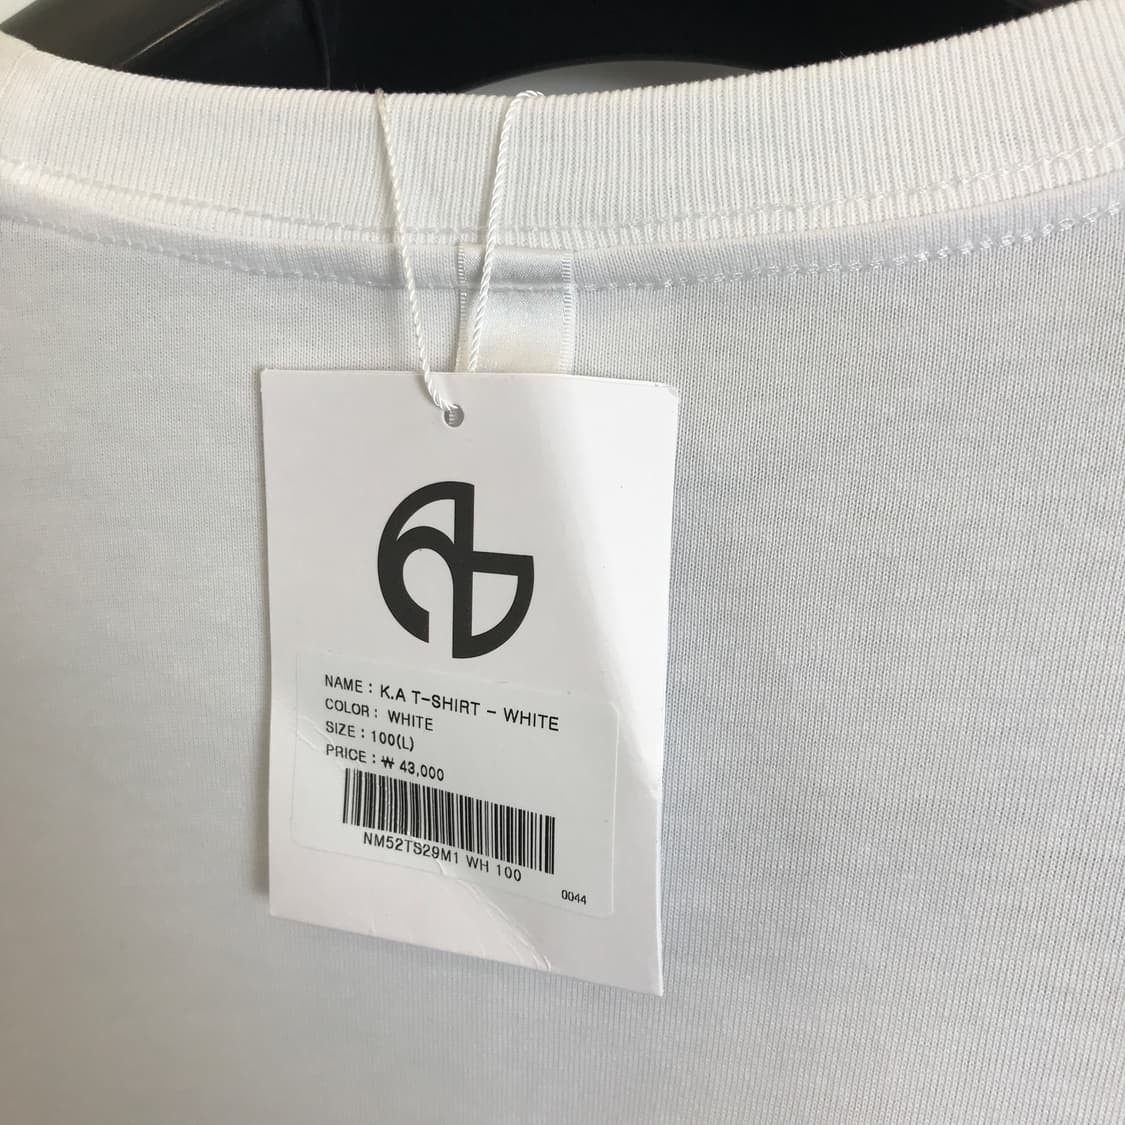 NAME : K.A T-SHIRT - WHITE
COLOR : WHITE
SIZE : 100(L)
PRICE : ₩ 43,000
NM52TS29M1 WH 100
0044